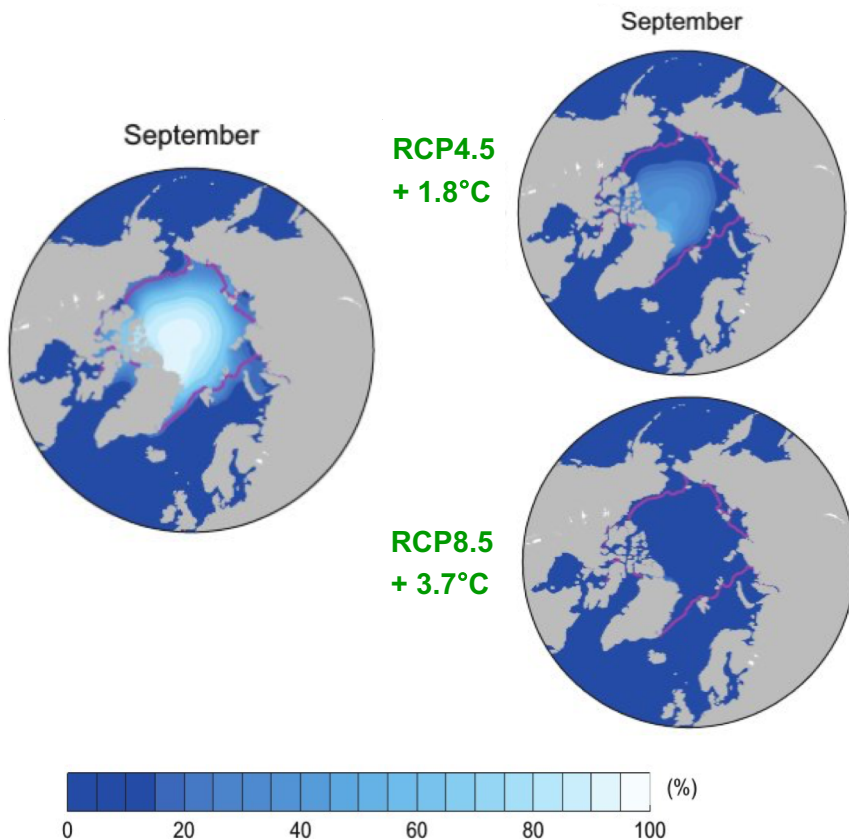 September
September
RCP4.5
+ 1.8°C
RCP8.5
+ 3.7°C
(%)
0 20 40 60 80 100